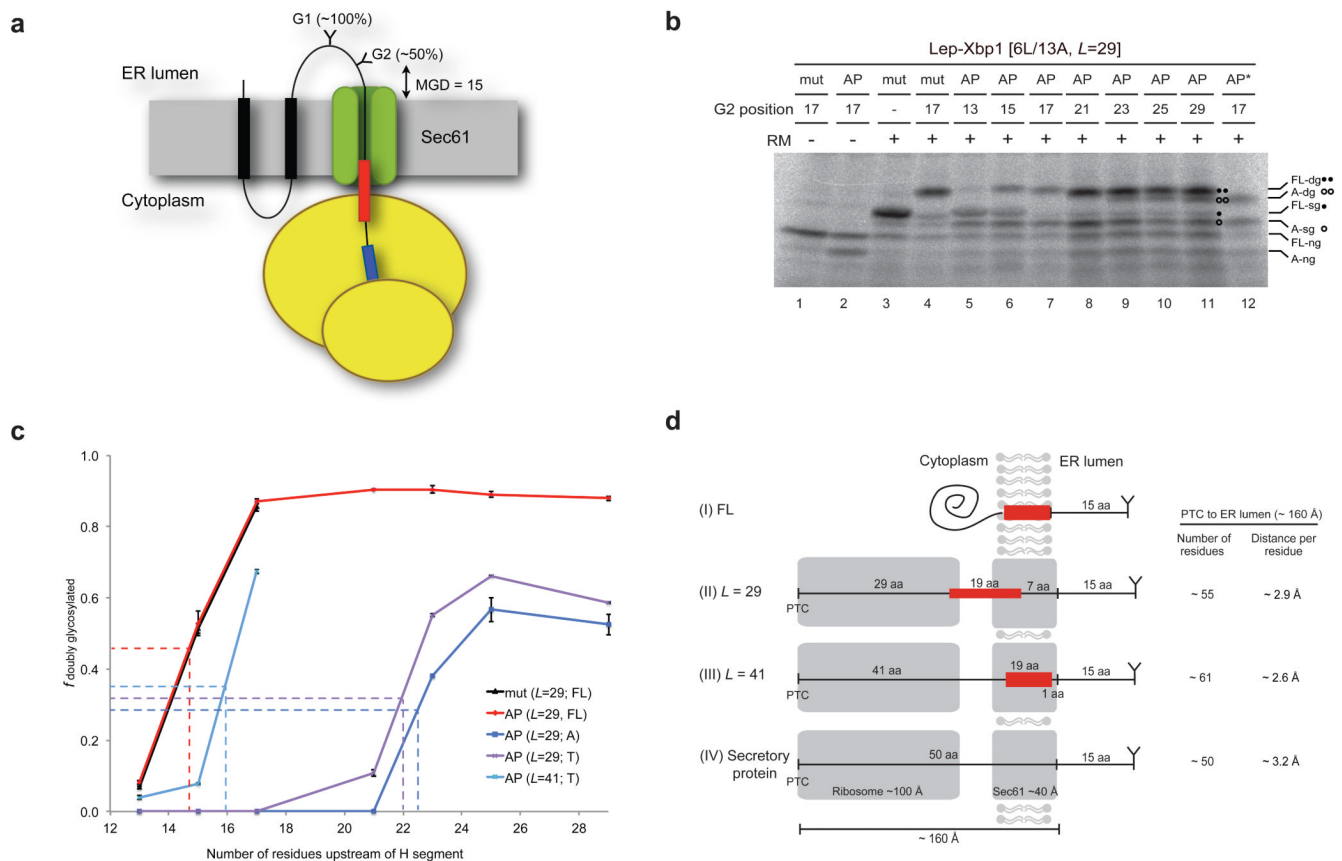 a
G1 (~100%)
G2 (~50%)
ER lumen
MGD = 15
Sec61
Cytoplasm
b
Lep-Xbp1 [6L/13A, L=29]
mut AP mut mut AP AP AP AP AP AP AP AP*
G2 position 17 17 - 17 13 15 17 21 23 25 29 17
RM - - + + + + + + + + + +
FL-dg
A-dg
FL-sg
A-sg
FL-ng
A-ng
1 2 3 4 5 6 7 8 9 10 11 12
c
f doubly glycosylated
1.0
0.8
0.6
0.4
0.2
0.0
mut (L=29; FL)
AP (L=29, FL)
AP (L=29; A)
AP (L=29; T)
AP (L=41; T)
12 14 16 18 20 22 24 26 28
Number of residues upstream of H segment
d
Cytoplasm ER lumen
(I) FL
15 aa
PTC to ER lumen (~ 160 Å)
Number of residues
Distance per residue
(II) L = 29
29 aa 19 aa 7 aa 15 aa
PTC
~ 55 ~ 2.9 Å
(III) L = 41
41 aa 19 aa 15 aa
1 aa
PTC
~ 61 ~ 2.6 Å
(IV) Secretory protein
50 aa 15 aa
PTC
Ribosome ~100 Å Sec61 ~40 Å
~ 50 ~ 3.2 Å
~ 160 Å